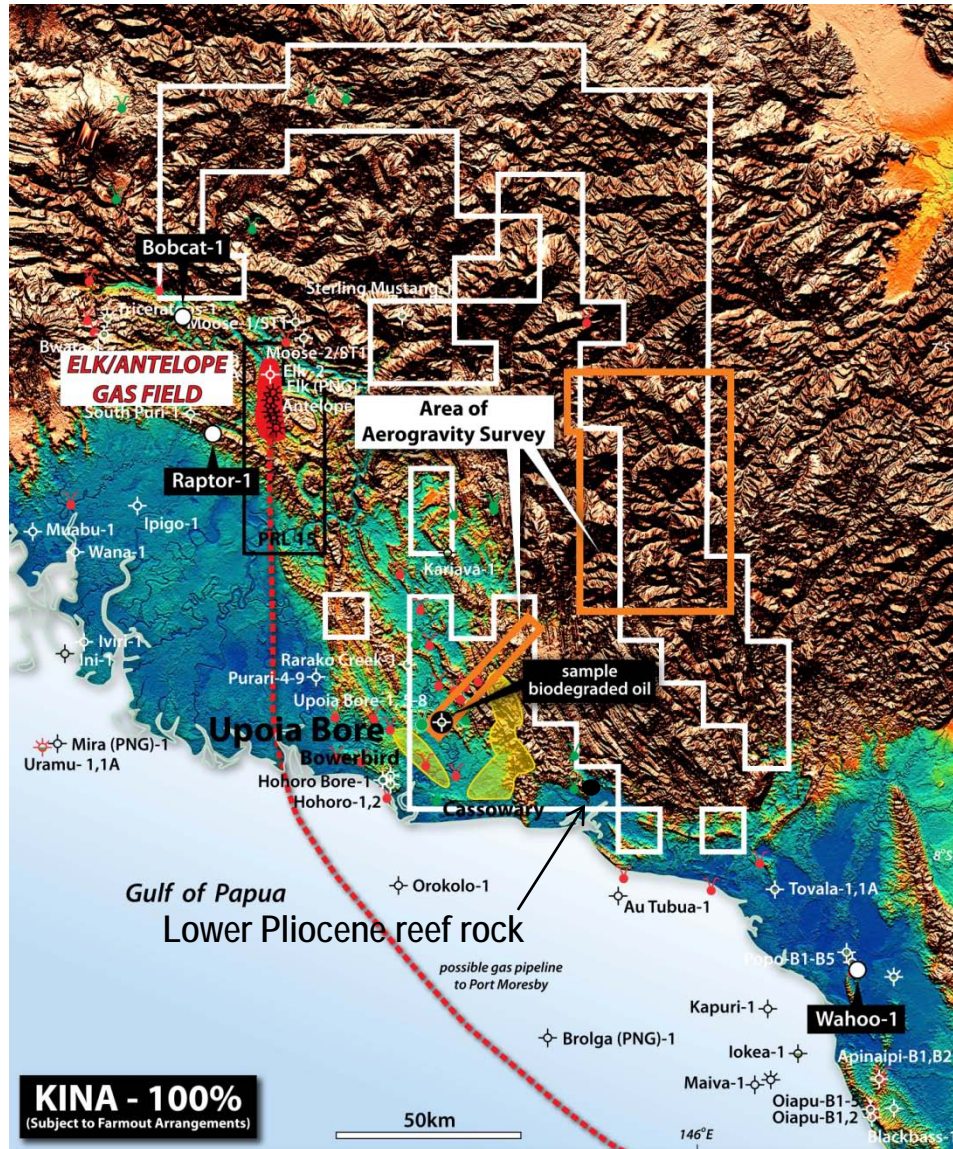 Bobcat-1
Sterling Mustang-1
Triceratops-1
Moose-1/ST1
Moose-2/ST1
ELK/ANTELOPE
GAS FIELD
Elk-2
Elk (PNG)
Antelope
South Puri-1
Area of
Aerogravity Survey
7°S
Raptor-1
Muabu-1
Ipigo-1
Wana-1
PRL 15
Kariava-1
Iviri-1
Ini-1
Rarako Creek-1
Purari-4-9
sample
biodegraded oil
Upoia Bore
Bowerbird
Mira (PNG)-1
Uramu- 1,1A
Hohoro Bore-1
Hohoro-1,2
Cassowary
8°S
Gulf of Papua
Orokolo-1
Au Tubua-1
Tovala-1,1A
Lower Pliocene reef rock
possible gas pipeline
to Port Moresby
Popo-B1-B5
Kapuri-1
Wahoo-1
Brolga (PNG)-1
Iokea-1
Apinaipi-B1,B2
Maiva-1
Oiapu-B1-5
Oiapu-B1,2
Blackbass-1
KINA - 100%
(Subject to Farmout Arrangements)
50km
146°E